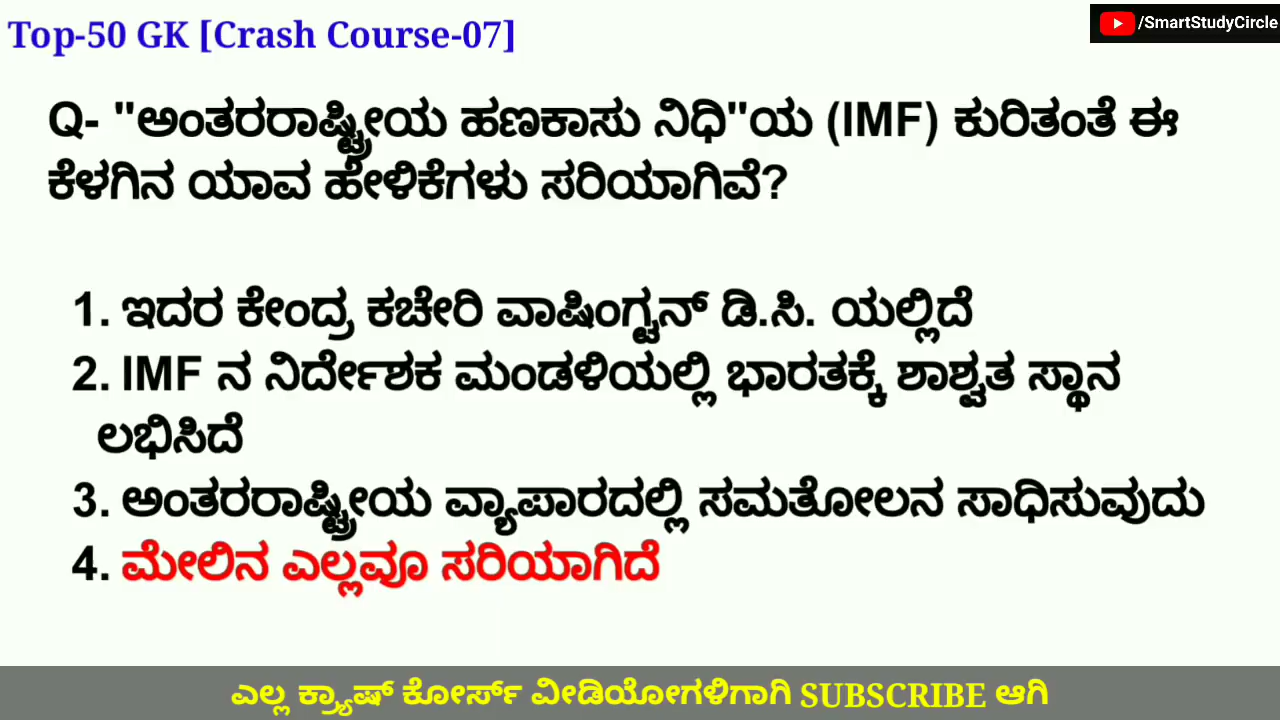 Top-50 GK [Crash Course-07]
/SmartStudyCircle
Q- "ಅಂತರರಾಷ್ಟ್ರೀಯ ಹಣಕಾಸು ನಿಧಿ"ಯ (IMF) ಕುರಿತಂತೆ ಈ
ಕೆಳಗಿನ ಯಾವ ಹೇಳಿಕೆಗಳು ಸರಿಯಾಗಿವೆ?
1. ಇದರ ಕೇಂದ್ರ ಕಚೇರಿ ವಾಷಿಂಗ್ಟನ್ ಡಿ.ಸಿ. ಯಲ್ಲಿದೆ
2. IMF ನ ನಿರ್ದೇಶಕ ಮಂಡಳಿಯಲ್ಲಿ ಭಾರತಕ್ಕೆ ಶಾಶ್ವತ ಸ್ಥಾನ
ಲಭಿಸಿದೆ
3. ಅಂತರರಾಷ್ಟ್ರೀಯ ವ್ಯಾಪಾರದಲ್ಲಿ ಸಮತೋಲನ ಸಾಧಿಸುವುದು
4. ಮೇಲಿನ ಎಲ್ಲವೂ ಸರಿಯಾಗಿದೆ
ಎಲ್ಲ ಕ್ರ್ಯಾಷ್ ಕೋರ್ಸ್ ವೀಡಿಯೋಗಳಿಗಾಗಿ SUBSCRIBE ಆಗಿ